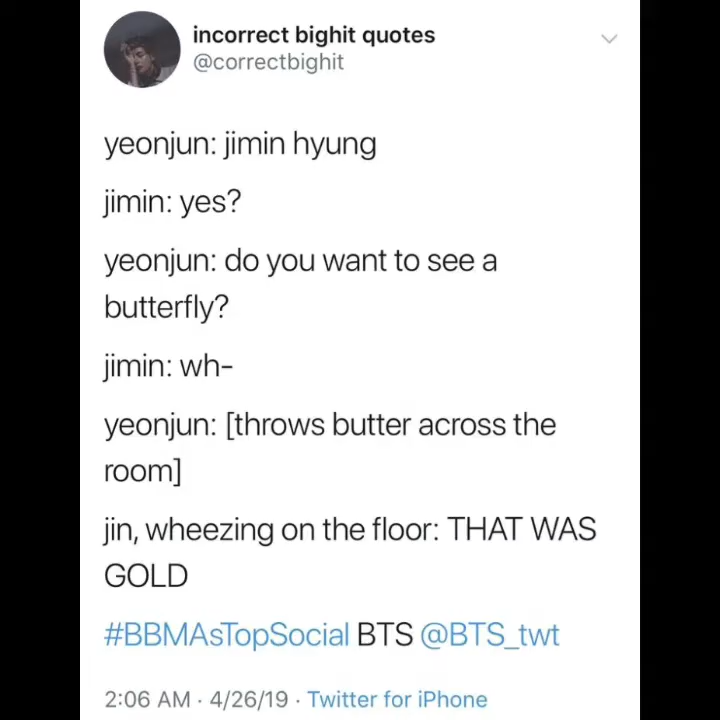 incorrect bighit quotes
@correctbighit
yeonjun: jimin hyung
jimin: yes?
yeonjun: do you want to see a
butterfly?
jimin: wh-
yeonjun: [throws butter across the
room]
jin, wheezing on the floor: THAT WAS
GOLD
#BBMAsTopSocial BTS @BTS_twt
2:06 AM · 4/26/19 · Twitter for iPhone